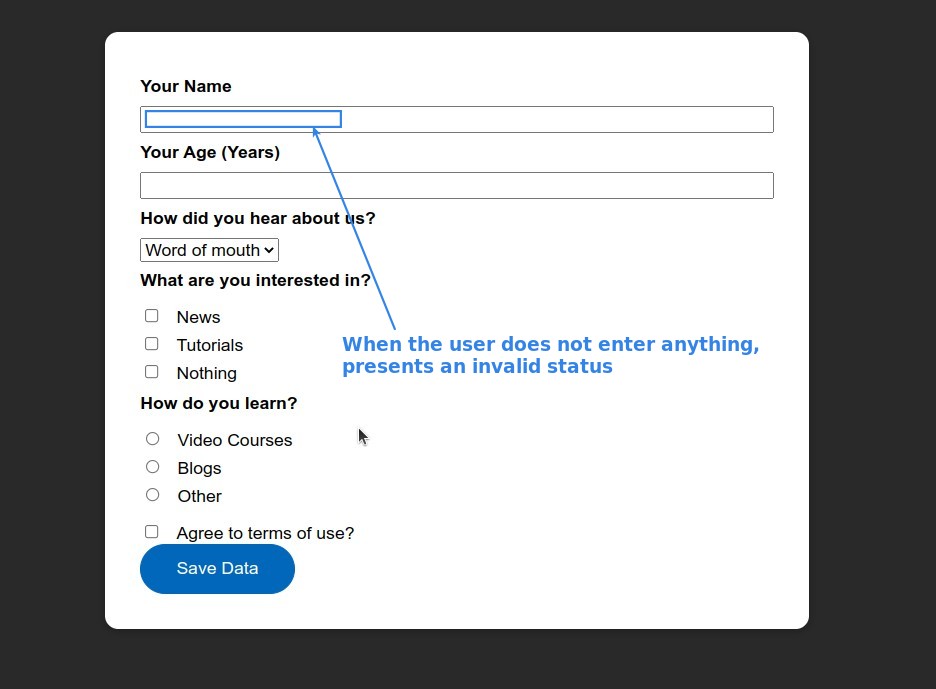 Your Name
Your Age (Years)
How did you hear about us?
Word of mouth
What are you interested in?
News
Tutorials
Nothing
When the user does not enter anything,
presents an invalid status
How do you learn?
Video Courses
Blogs
Other
Agree to terms of use?
Save Data